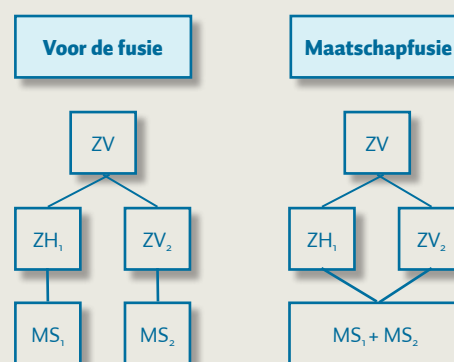 Voor de fusie Maatschapfusie
ZV ZV
ZH₁ ZV₂ ZH₁ ZV₂
MS₁ MS₂ MS₁ + MS₂